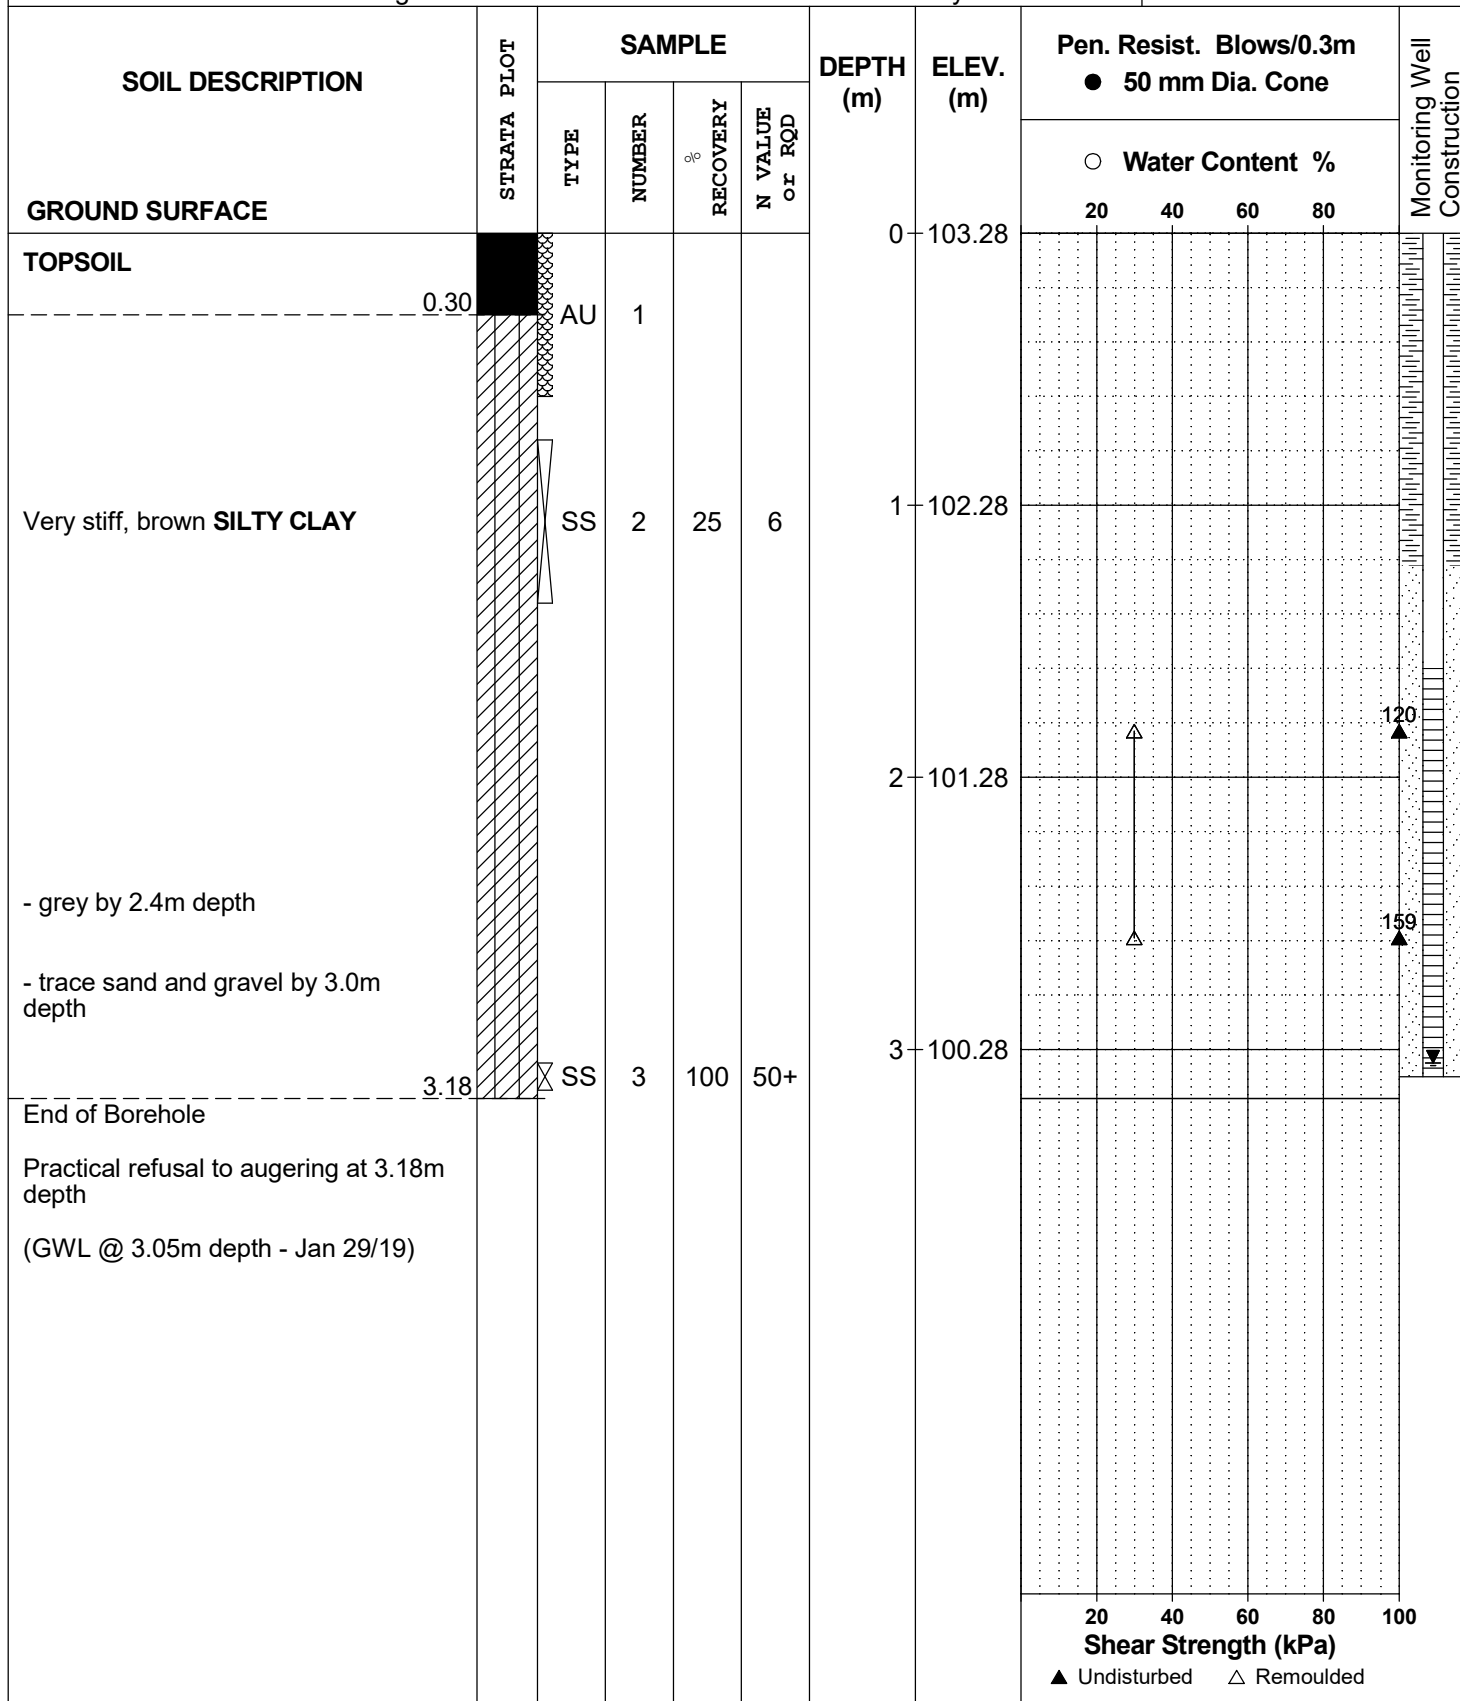 SOIL DESCRIPTION
GROUND SURFACE
STRATA PLOT
SAMPLE
TYPE
NUMBER
%
RECOVERY
N VALUE
or RQD
DEPTH
(m)
ELEV.
(m)
Pen. Resist. Blows/0.3m
● 50 mm Dia. Cone
○ Water Content %
20 40 60 80
Monitoring Well
Construction
0 103.28
TOPSOIL
0.30
AU 1
1 102.28
Very stiff, brown SILTY CLAY
SS 2 25 6
120
2 101.28
- grey by 2.4m depth
159
- trace sand and gravel by 3.0m
depth
3 100.28
SS 3 100 50+
3.18
End of Borehole
Practical refusal to augering at 3.18m
depth
(GWL @ 3.05m depth - Jan 29/19)
20 40 60 80 100
Shear Strength (kPa)
▲ Undisturbed △ Remoulded